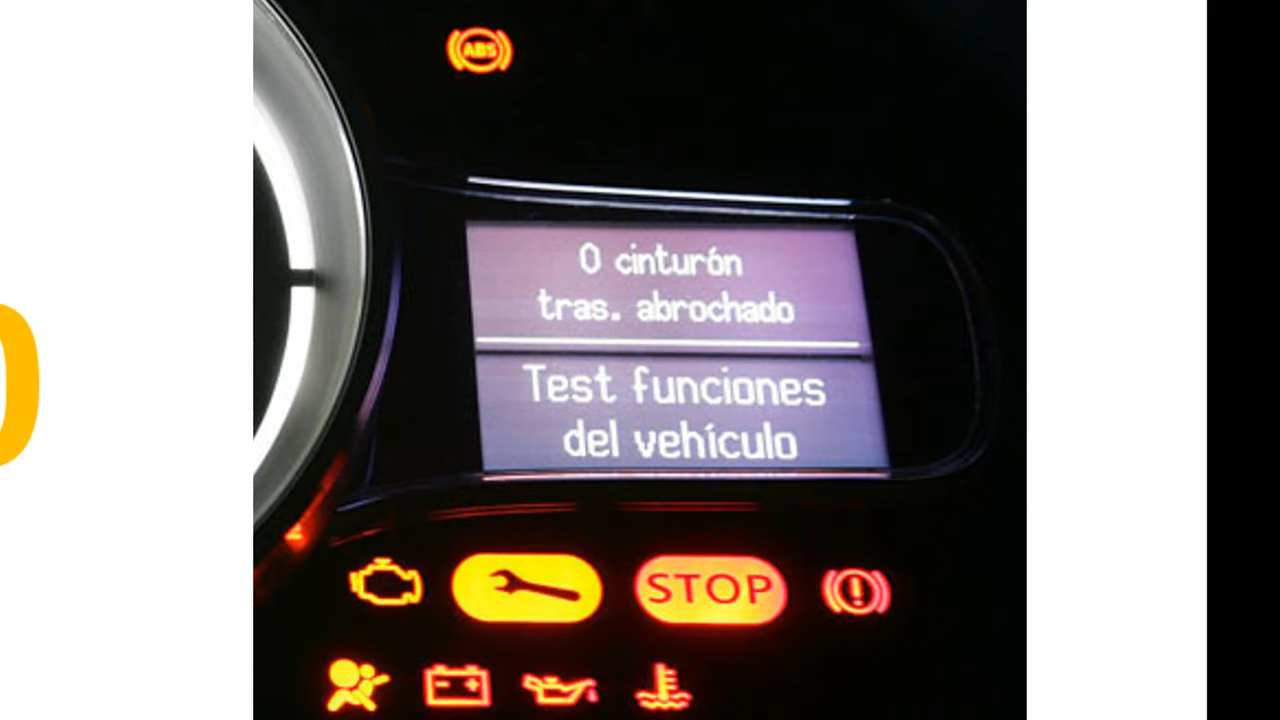 ABS
0 cinturón
tras. abrochado
Test funciones
del vehículo
STOP